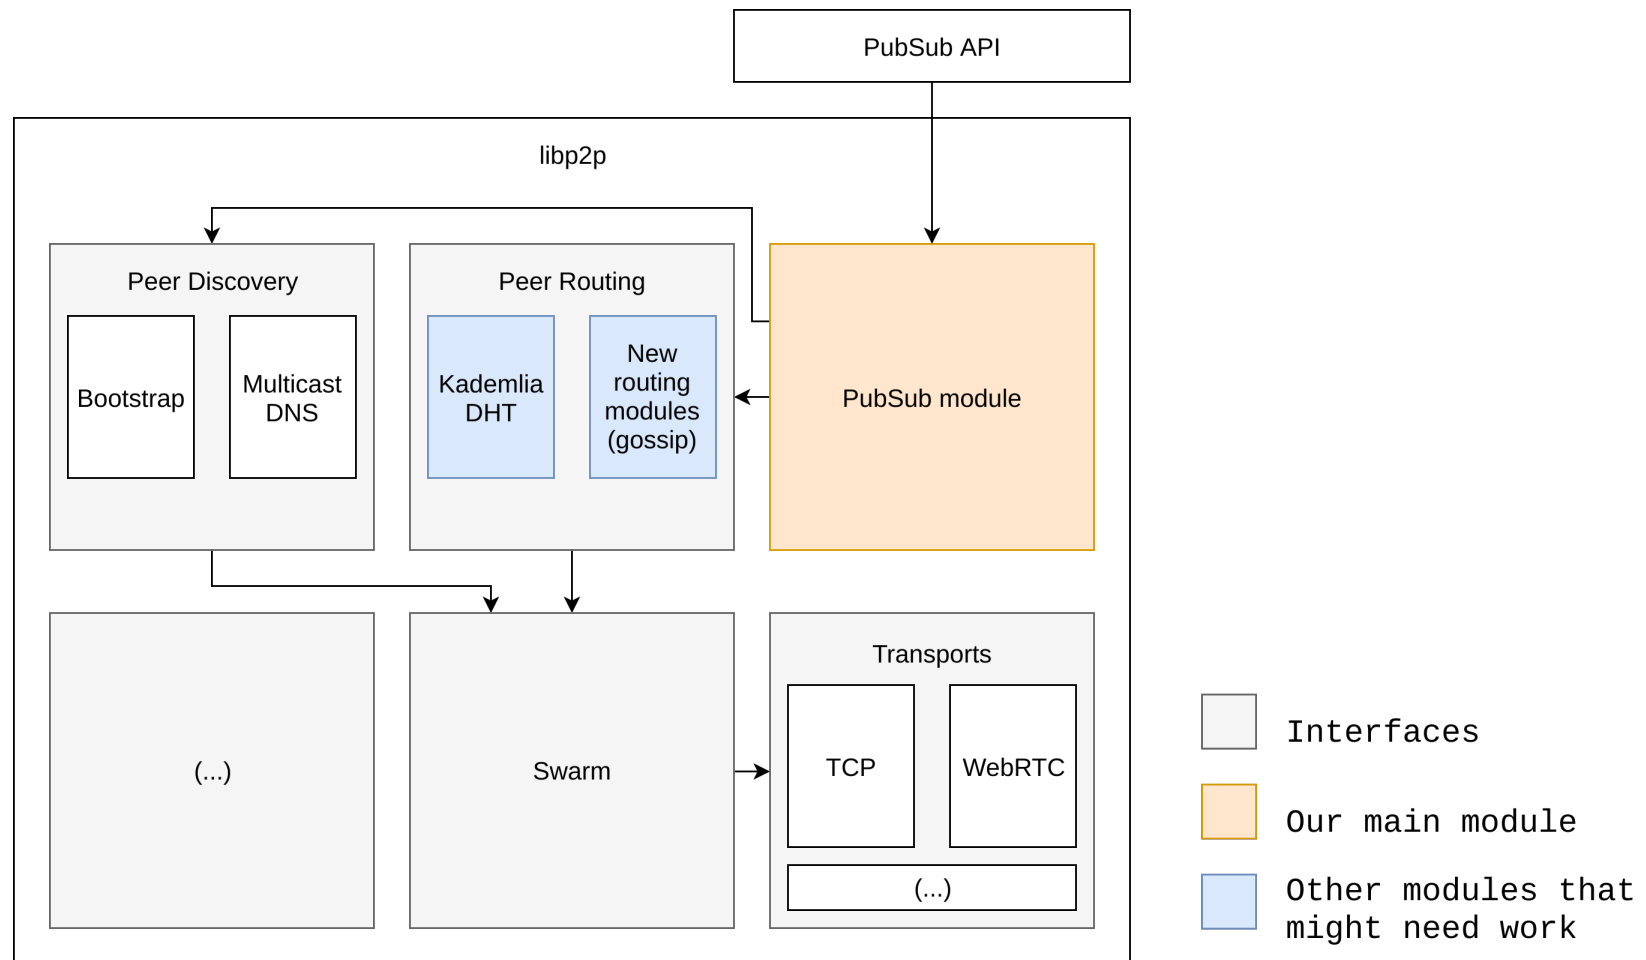 PubSub API
libp2p
Peer Discovery
Bootstrap
Multicast
DNS
Peer Routing
Kademlia
DHT
New
routing
modules
(gossip)
PubSub module
(...)
Swarm
Transports
TCP
WebRTC
(...)
Interfaces
Our main module
Other modules that
might need work